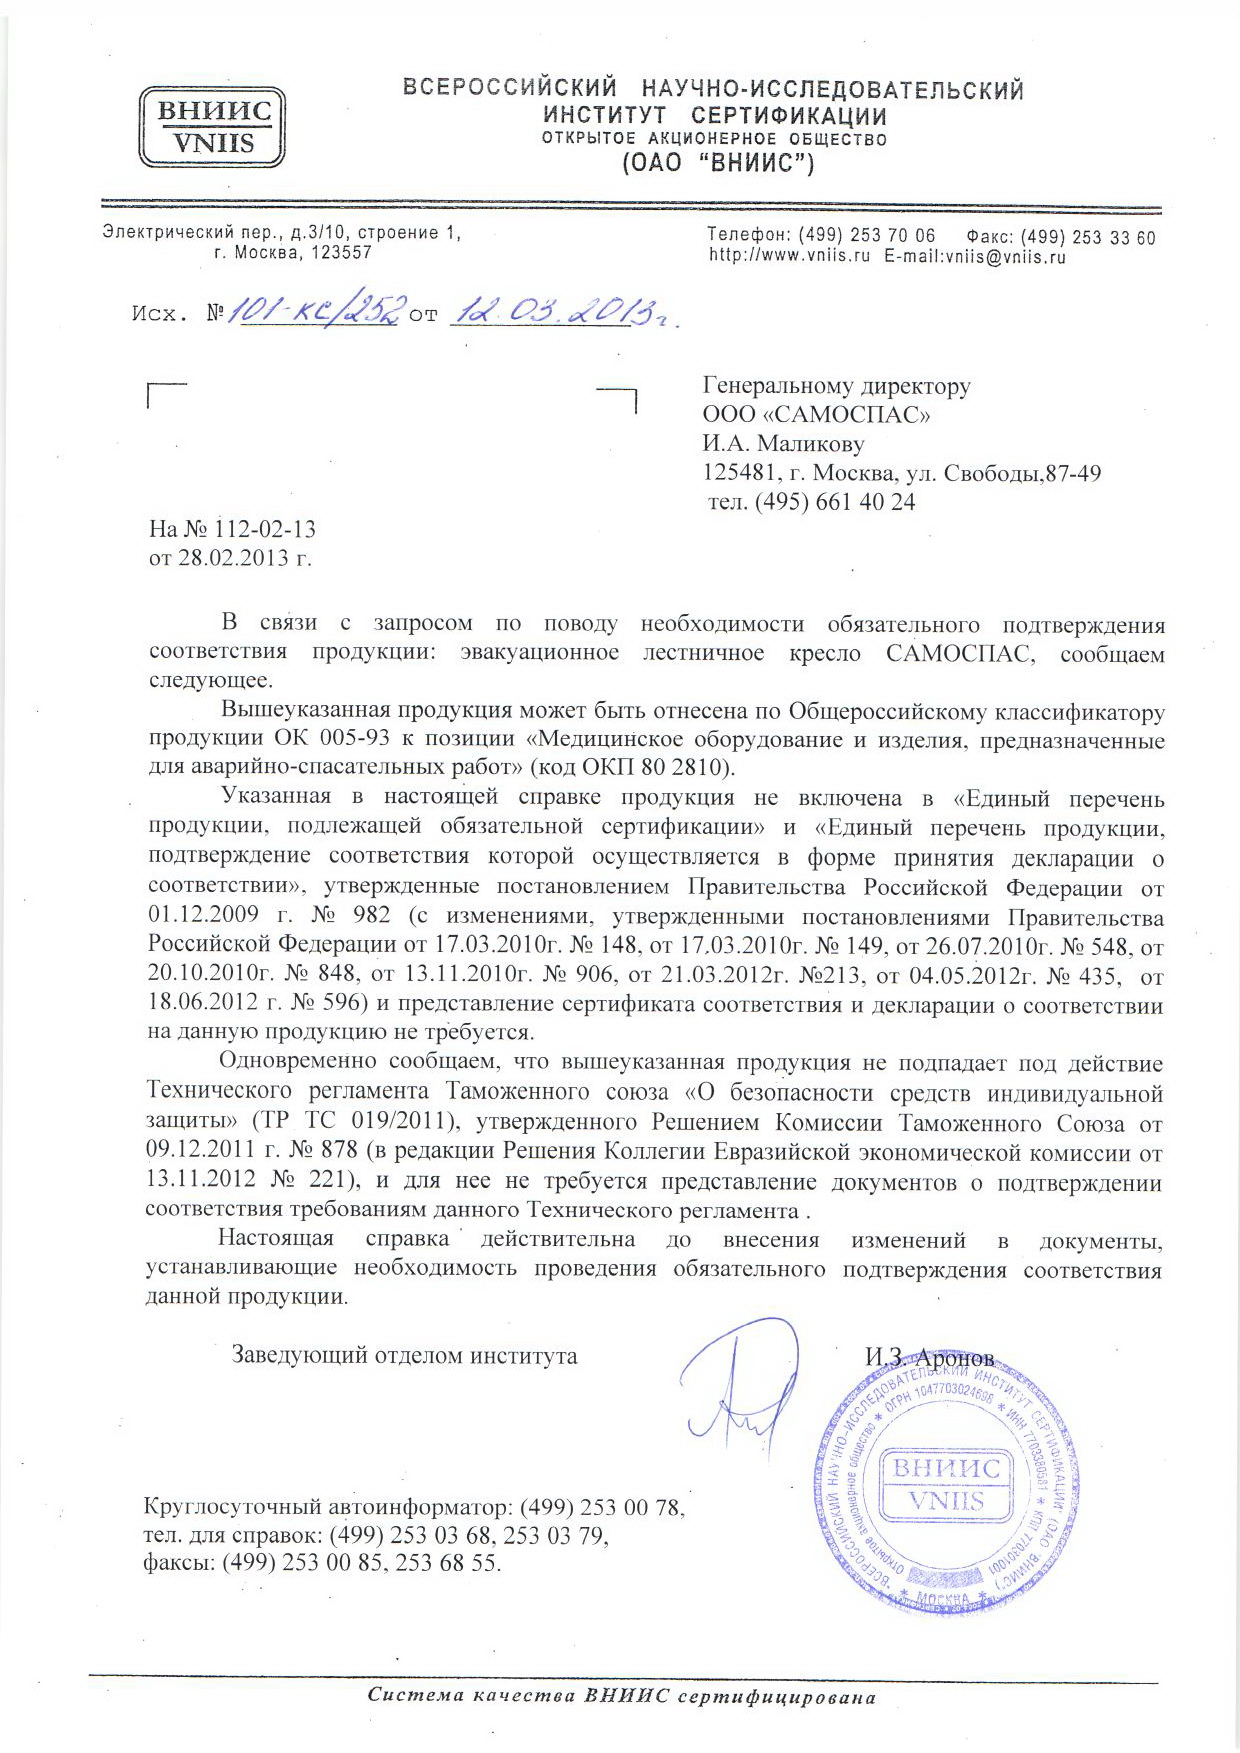 ВНИИС
VNIIS
ВСЕРОССИЙСКИЙ НАУЧНО-ИССЛЕДОВАТЕЛЬСКИЙ
ИНСТИТУТ СЕРТИФИКАЦИИ
ОТКРЫТОЕ АКЦИОНЕРНОЕ ОБЩЕСТВО
(ОАО “ВНИИС”)
Электрический пер., д.3/10, строение 1,
г. Москва, 123557
Телефон: (499) 253 70 06 Факс: (499) 253 33 60
http://www.vniis.ru E-mail:vniis@vniis.ru
Исх. № 101-КС/252 от 12.03.2013г.
Генеральному директору
ООО «САМОСПАС»
И.А. Маликову
125481, г. Москва, ул. Свободы,87-49
тел. (495) 661 40 24
На № 112-02-13
от 28.02.2013 г.
В связи с запросом по поводу необходимости обязательного подтверждения
соответствия продукции: эвакуационное лестничное кресло САМОСПАС, сообщаем
следующее.
Вышеуказанная продукция может быть отнесена по Общероссийскому классификатору
продукции ОК 005-93 к позиции «Медицинское оборудование и изделия, предназначенные
для аварийно-спасательных работ» (код ОКП 80 2810).
Указанная в настоящей справке продукция не включена в «Единый перечень
продукции, подлежащей обязательной сертификации» и «Единый перечень продукции,
подтверждение соответствия которой осуществляется в форме принятия декларации о
соответствии», утвержденные постановлением Правительства Российской Федерации от
01.12.2009 г. № 982 (с изменениями, утвержденными постановлениями Правительства
Российской Федерации от 17.03.2010г. № 148, от 17.03.2010г. № 149, от 26.07.2010г. № 548, от
20.10.2010г. № 848, от 13.11.2010г. № 906, от 21.03.2012г. №213, от 04.05.2012г. № 435, от
18.06.2012 г. № 596) и представление сертификата соответствия и декларации о соответствии
на данную продукцию не требуется.
Одновременно сообщаем, что вышеуказанная продукция не подпадает под действие
Технического регламента Таможенного союза «О безопасности средств индивидуальной
защиты» (ТР ТС 019/2011), утвержденного Решением Комиссии Таможенного Союза от
09.12.2011 г. № 878 (в редакции Решения Коллегии Евразийской экономической комиссии от
13.11.2012 № 221), и для нее не требуется представление документов о подтверждении
соответствия требованиям данного Технического регламента .
Настоящая справка действительна до внесения изменений в документы,
устанавливающие необходимость проведения обязательного подтверждения соответствия
данной продукции.
Заведующий отделом института И.З. Аронов
"ВСЕРОССИЙСКИЙ НАУЧНО-ИССЛЕДОВАТЕЛЬСКИЙ ИНСТИТУТ СЕРТИФИКАЦИИ" (ОАО "ВНИИС") * МОСКВА *
открытое акционерное общество * ОГРН 1047703024698 * ИНН 7703380581 * КПП 770301001
ВНИИС
VNIIS
Круглосуточный автоинформатор: (499) 253 00 78,
тел. для справок: (499) 253 03 68, 253 03 79,
факсы: (499) 253 00 85, 253 68 55.
Система качества ВНИИС сертифицирована